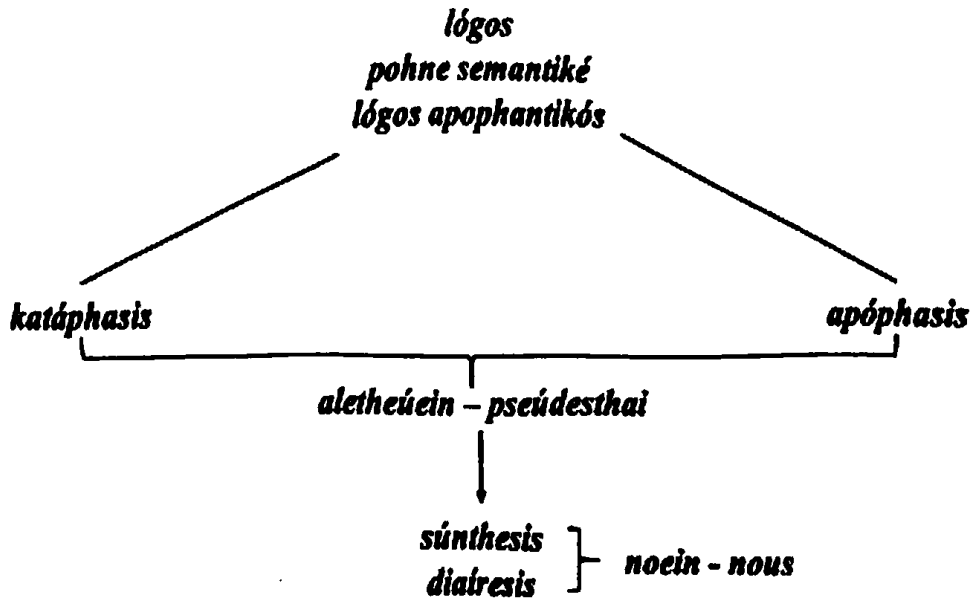 lógos
pohne semantiké
lógos apophantikós
katáphasis
apóphasis
aletheúein – pseúdesthai
súnthesis
diaíresis
noein - nous